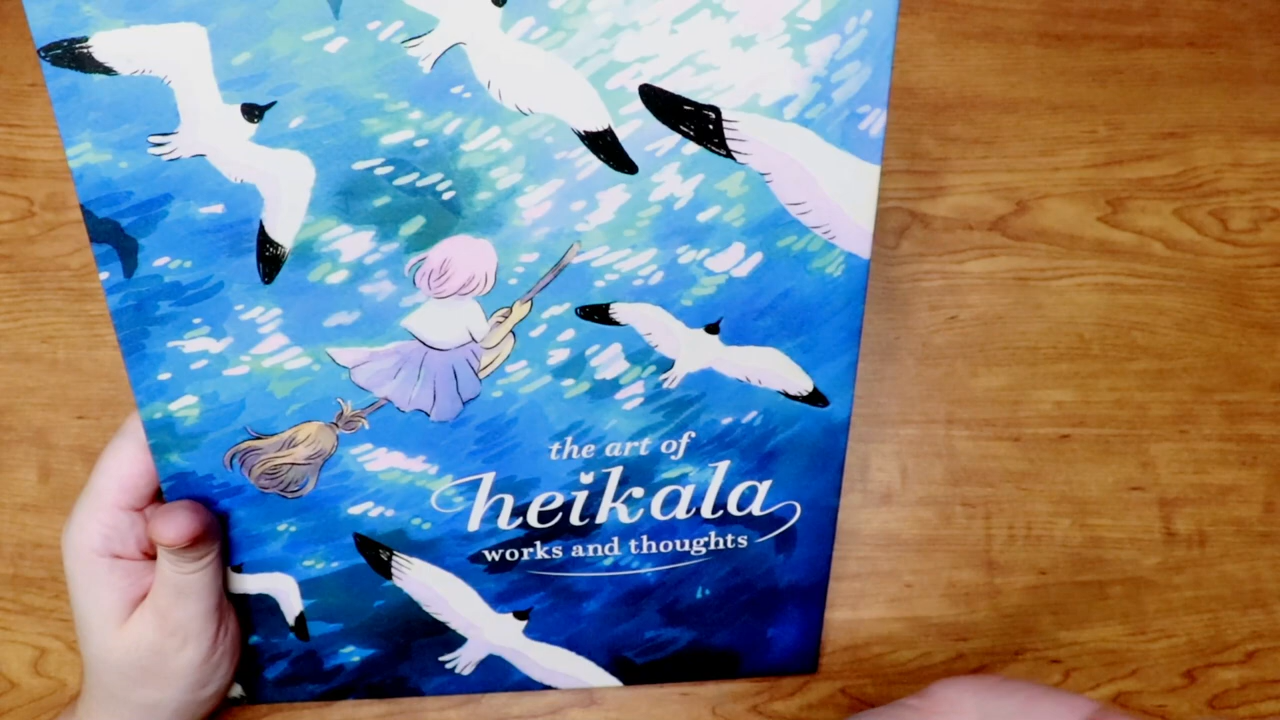 the art of
heikala
works and thoughts